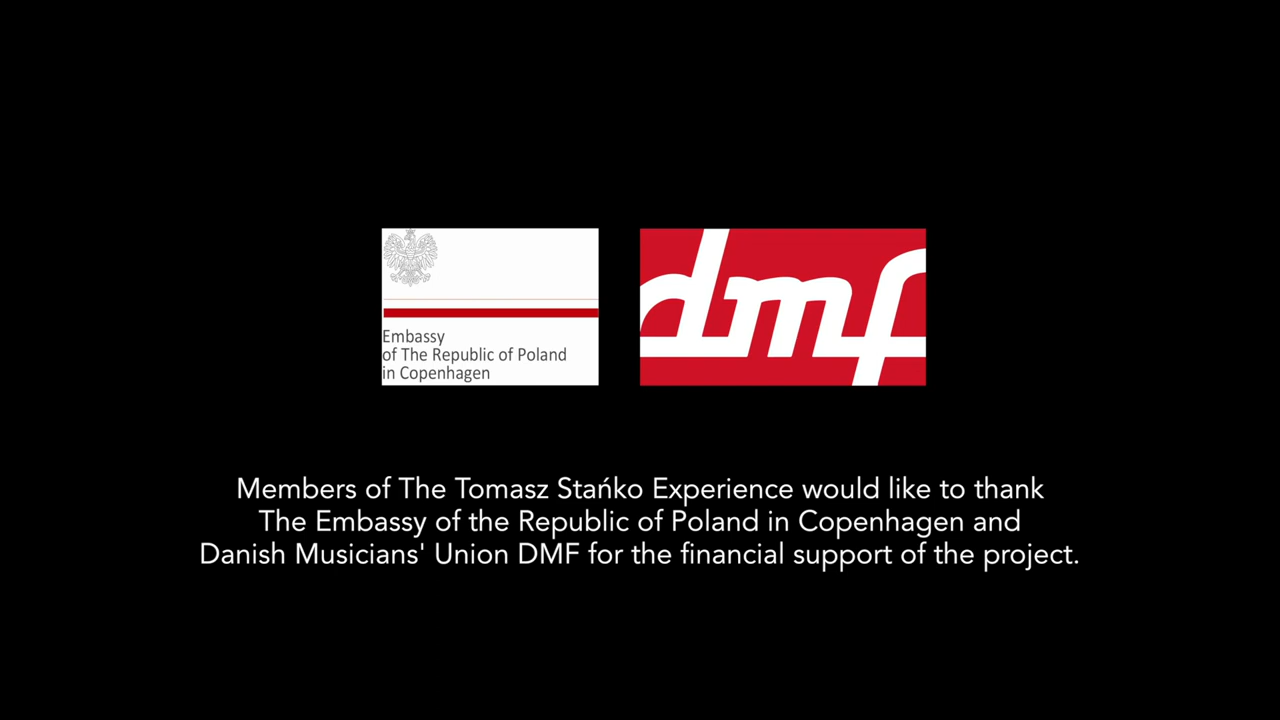 Embassy
of The Republic of Poland
in Copenhagen
dmf
Members of The Tomasz Stańko Experience would like to thank
The Embassy of the Republic of Poland in Copenhagen and
Danish Musicians' Union DMF for the financial support of the project.